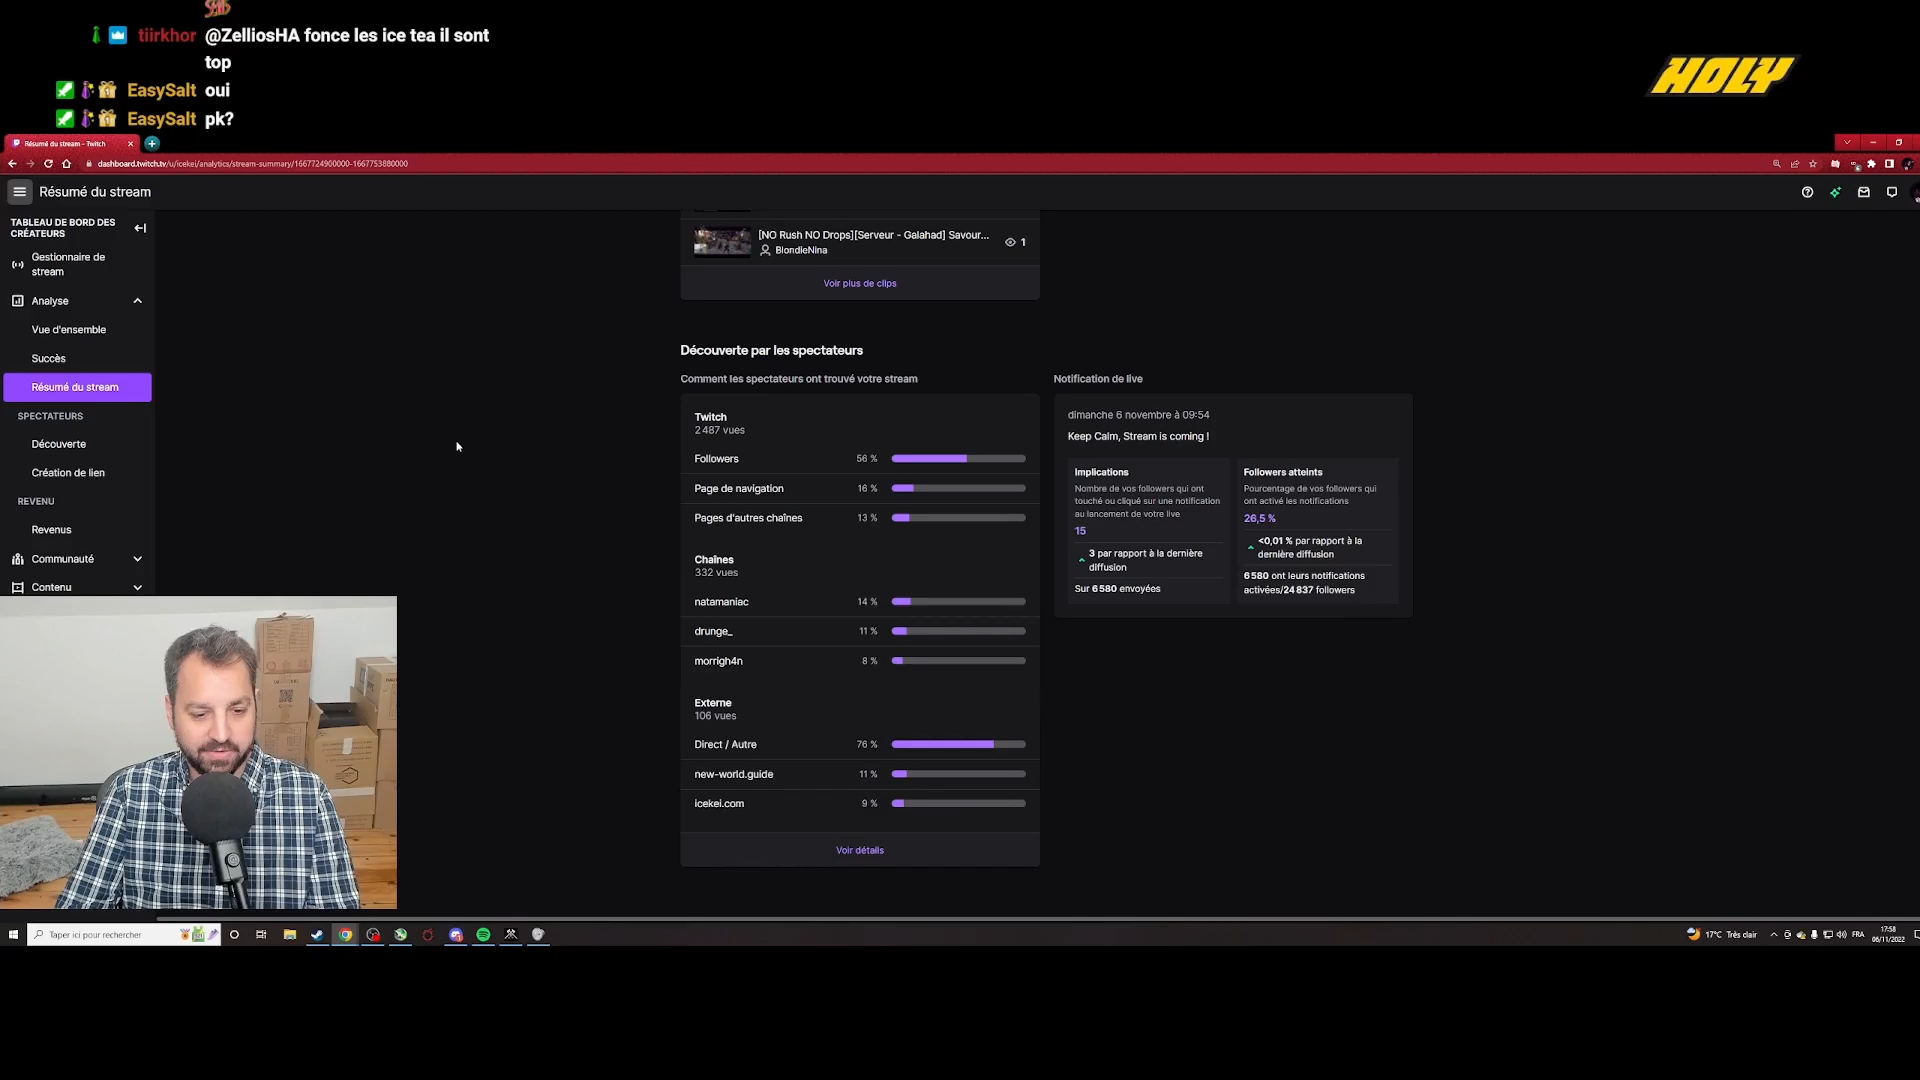 tiirkhor @ZelliosHA fonce les ice tea il sont
top
EasySalt oui
EasySalt pk?
HOLY
Résumé du stream - Twitch
dashboard.twitch.tv/u/icekei/analytics/stream-summary/1667724900000-1667753880000
Résumé du stream
TABLEAU DE BORD DES
CRÉATEURS
Gestionnaire de
stream
Analyse
Vue d'ensemble
Succès
Résumé du stream
SPECTATEURS
Découverte
Création de lien
REVENU
Revenus
Communauté
Contenu
[NO Rush NO Drops][Serveur - Galahad] Savour...
BlondieNina
1
Voir plus de clips
Découverte par les spectateurs
Comment les spectateurs ont trouvé votre stream
Twitch
2 487 vues
Followers 56 %
Page de navigation 16 %
Pages d'autres chaînes 13 %
Chaînes
332 vues
natamaniac 14 %
drunge_ 11 %
morrigh4n 8 %
Externe
106 vues
Direct / Autre 76 %
new-world.guide 11 %
icekei.com 9 %
Voir détails
Notification de live
dimanche 6 novembre à 09:54
Keep Calm, Stream is coming !
Implications
Nombre de vos followers qui ont
touché ou cliqué sur une notification
au lancement de votre live
15
3 par rapport à la dernière
diffusion
Sur 6 580 envoyées
Followers atteints
Pourcentage de vos followers qui
ont activé les notifications
26,5 %
<0,01 % par rapport à la
dernière diffusion
6 580 ont leurs notifications
activées/24 837 followers
Taper ici pour rechercher
17°C Très clair
FRA
17:58
06/11/2022